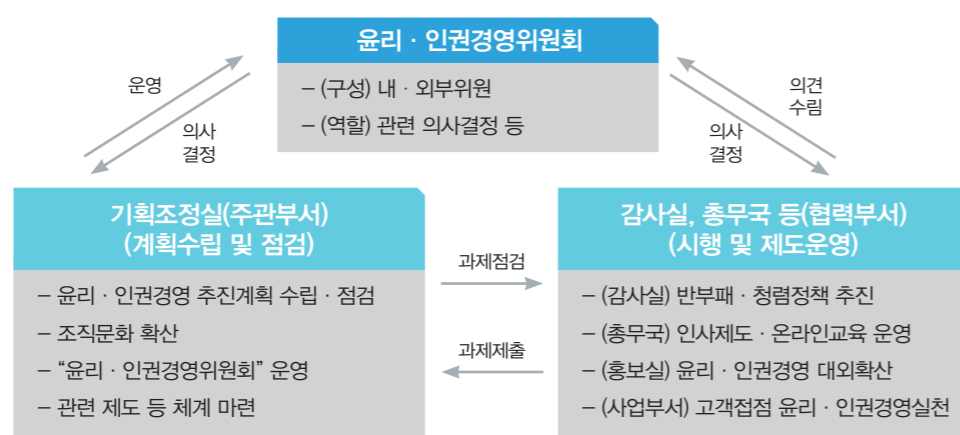 윤리 · 인권경영위원회
– (구성) 내 · 외부위원
– (역할) 관련 의사결정 등
운영
의사
결정
의견
수림
의사
결정
기획조정실(주관부서)
(계획수립 및 점검)
– 윤리 · 인권경영 추진계획 수립 · 점검
– 조직문화 확산
– “윤리 · 인권경영위원회” 운영
– 관련 제도 등 체계 마련
과제점검
과제제출
감사실, 총무국 등(협력부서)
(시행 및 제도운영)
– (감사실) 반부패 · 청렴정책 추진
– (총무국) 인사제도 · 온라인교육 운영
– (홍보실) 윤리 · 인권경영 대외확산
– (사업부서) 고객접점 윤리 · 인권경영실천